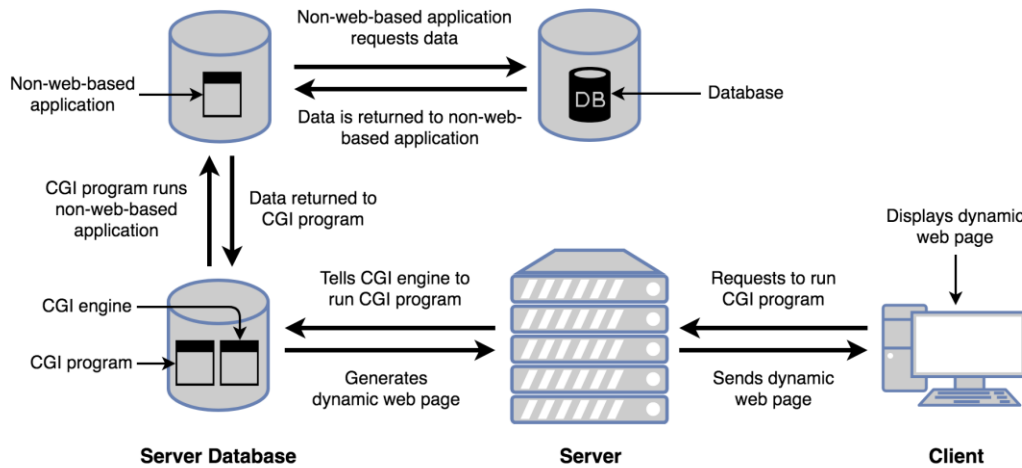 Non-web-based application
requests data
Non-web-based
application
DB
Database
Data is returned to non-web-
based application
CGI program runs
non-web-based
application
Data returned to
CGI program
Displays dynamic
web page
Tells CGI engine to
run CGI program
Requests to run
CGI program
CGI engine
CGI program
Generates
dynamic web page
Sends dynamic
web page
Server Database
Server
Client